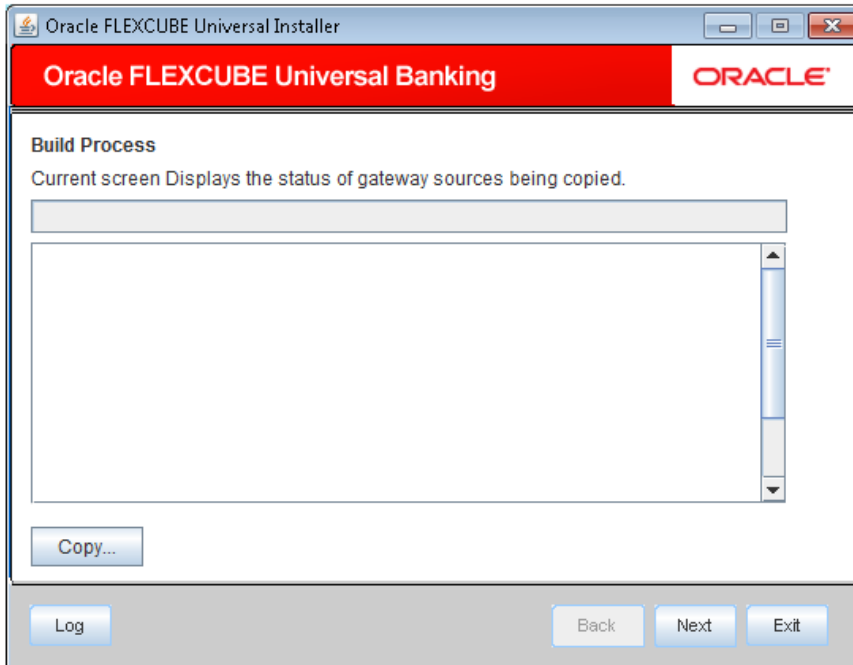 Oracle FLEXCUBE Universal Installer
Oracle FLEXCUBE Universal Banking
ORACLE
Build Process
Current screen Displays the status of gateway sources being copied.
Copy...
Log
Back
Next
Exit